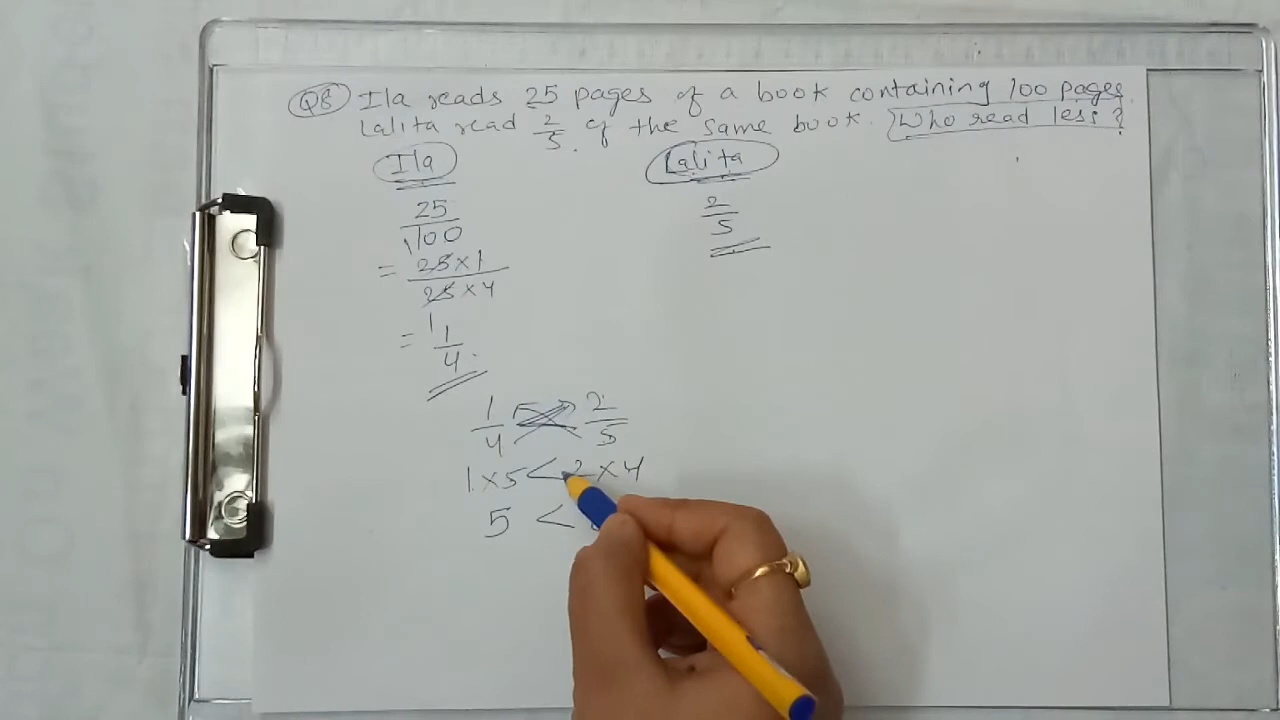 Q8 Ila reads 25 pages of a book containing 100 pages.
Lalita read 2/5 of the same book. Who read less?
Ila Lalita
25/100 2/5
= 25×1/25×4
= 1/4
1/4 2/5
1×5 < 2×4
5 <